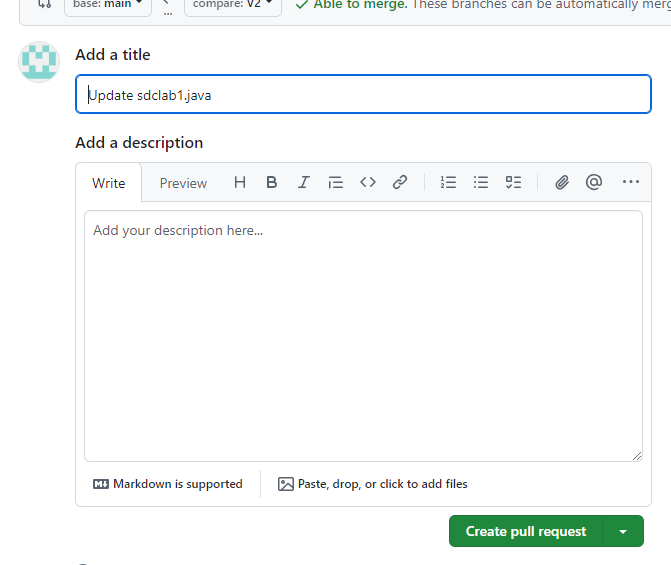 base: main
...
compare: V2
Able to merge. These branches can be automatically merg
Add a title
Update sdclab1.java
Add a description
Write Preview H B I
Add your description here...
Markdown is supported
Paste, drop, or click to add files
Create pull request